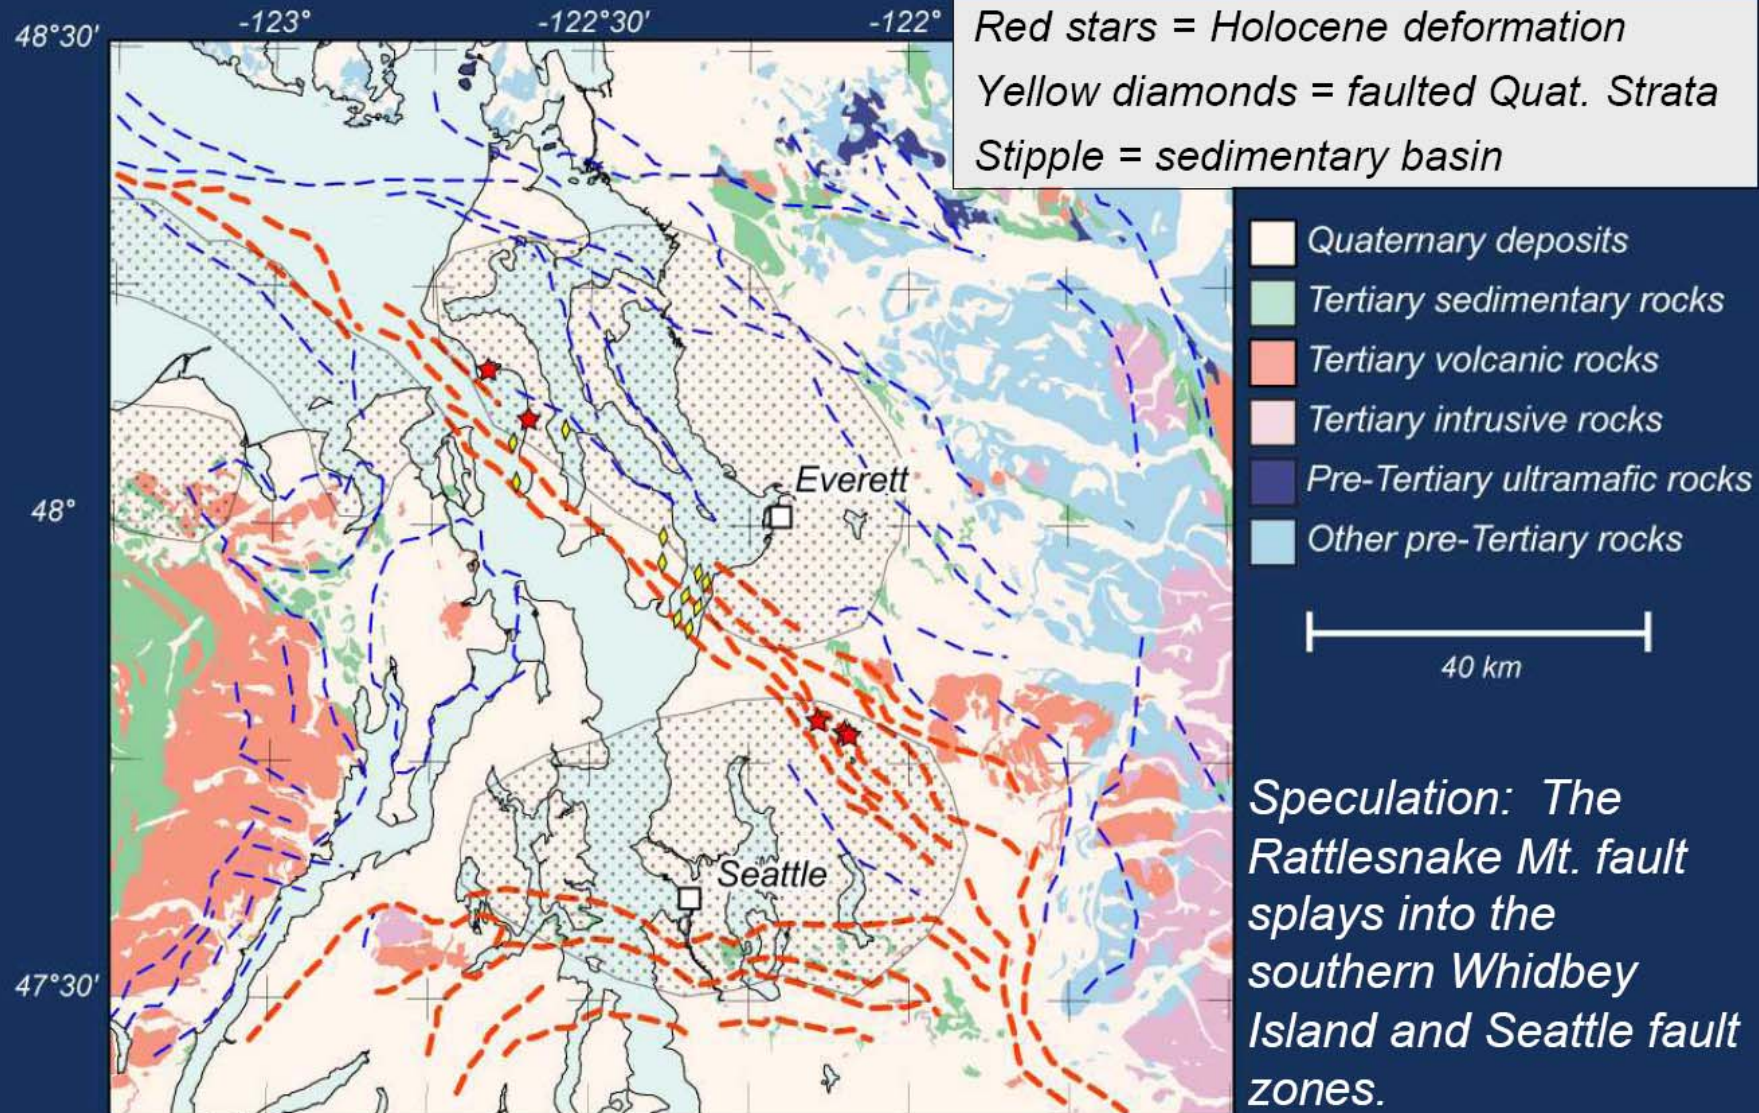 -123°
-122°30'
-122°
48°30'
Red stars = Holocene deformation
Yellow diamonds = faulted Quat. Strata
Stipple = sedimentary basin
Quaternary deposits
Tertiary sedimentary rocks
Tertiary volcanic rocks
Tertiary intrusive rocks
Pre-Tertiary ultramafic rocks
Other pre-Tertiary rocks
Everett
48°
40 km
Seattle
47°30'
Speculation: The
Rattlesnake Mt. fault
splays into the
southern Whidbey
Island and Seattle fault
zones.